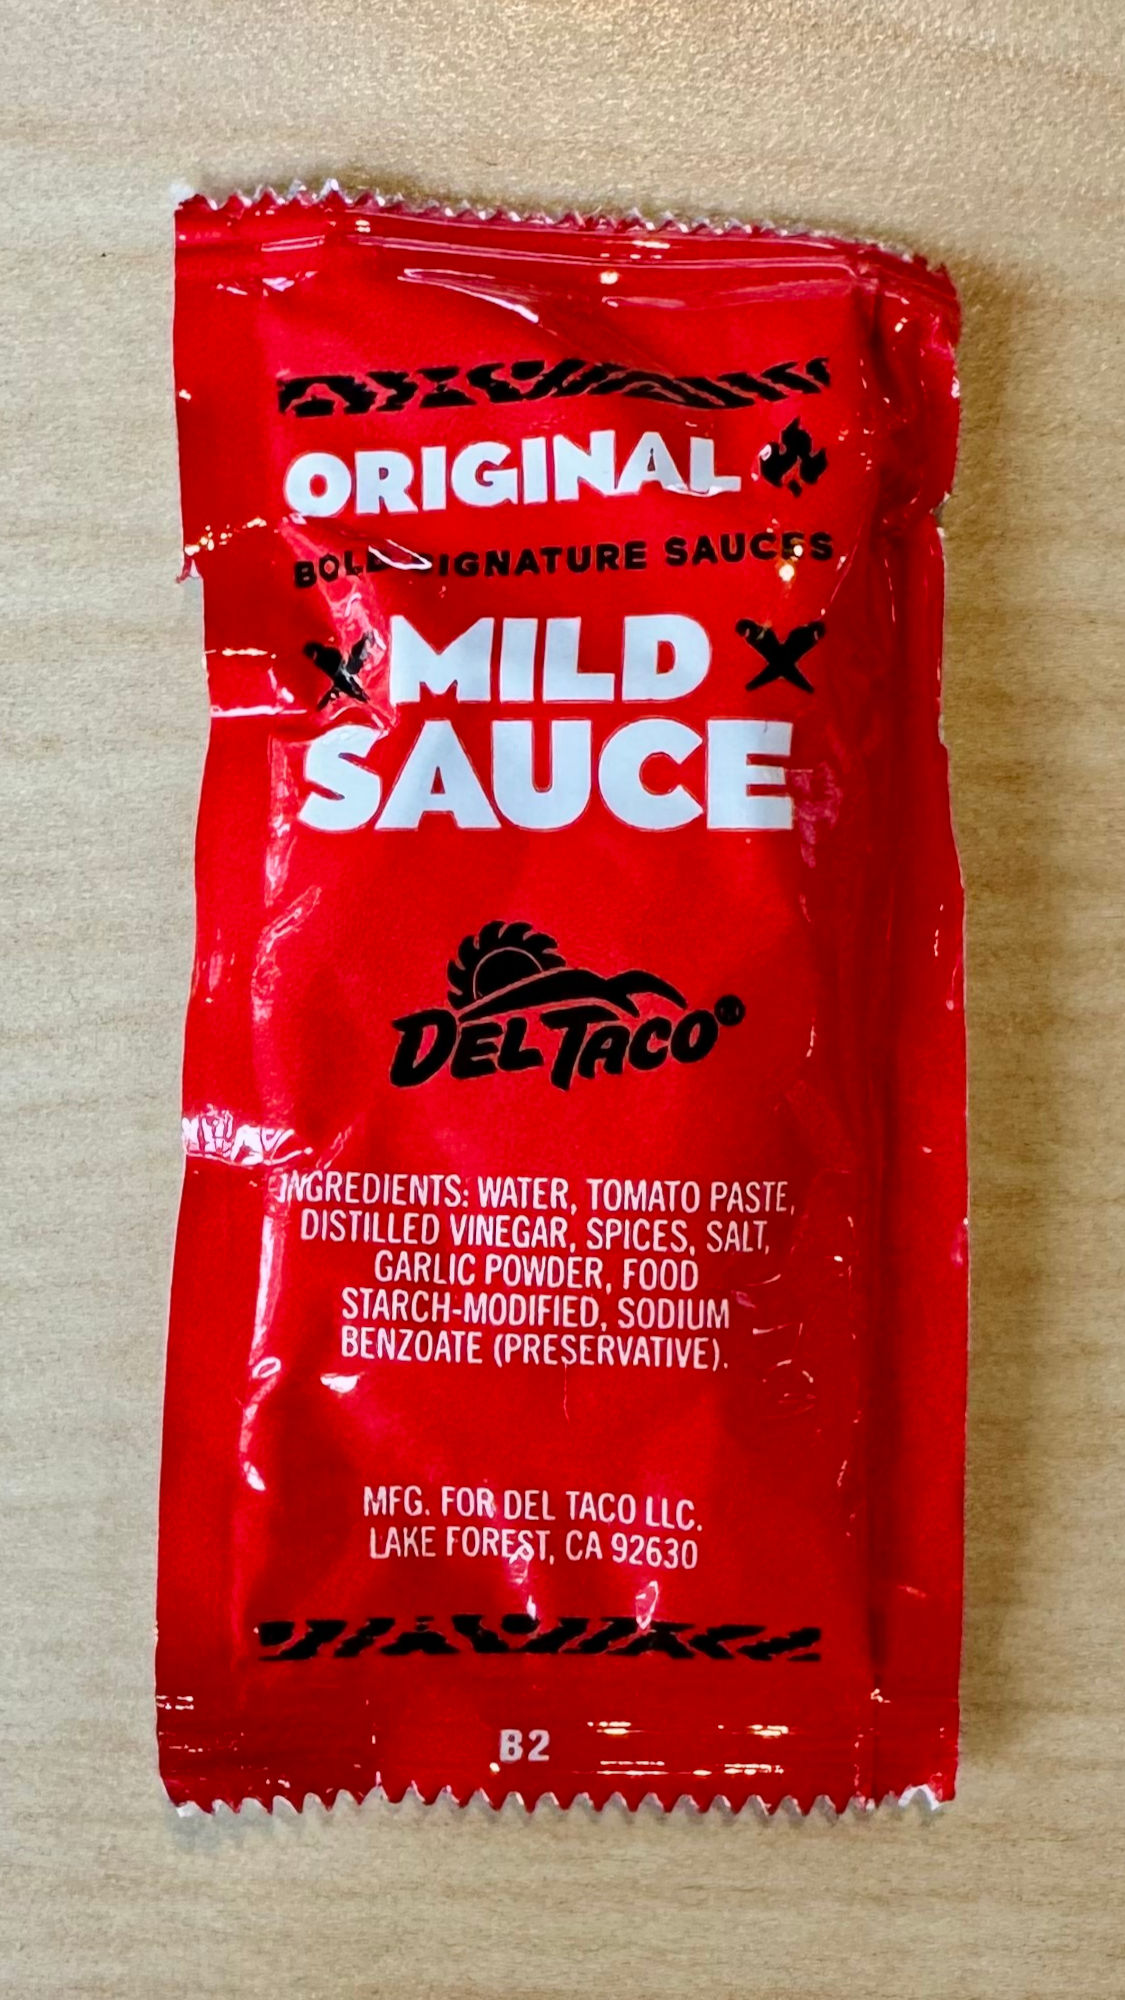 ORIGINAL
BOLD SIGNATURE SAUCES
MILD
SAUCE
DEL TACO®
INGREDIENTS: WATER, TOMATO PASTE,
DISTILLED VINEGAR, SPICES, SALT,
GARLIC POWDER, FOOD
STARCH-MODIFIED, SODIUM
BENZOATE (PRESERVATIVE).
MFG. FOR DEL TACO LLC.
LAKE FOREST, CA 92630
B2